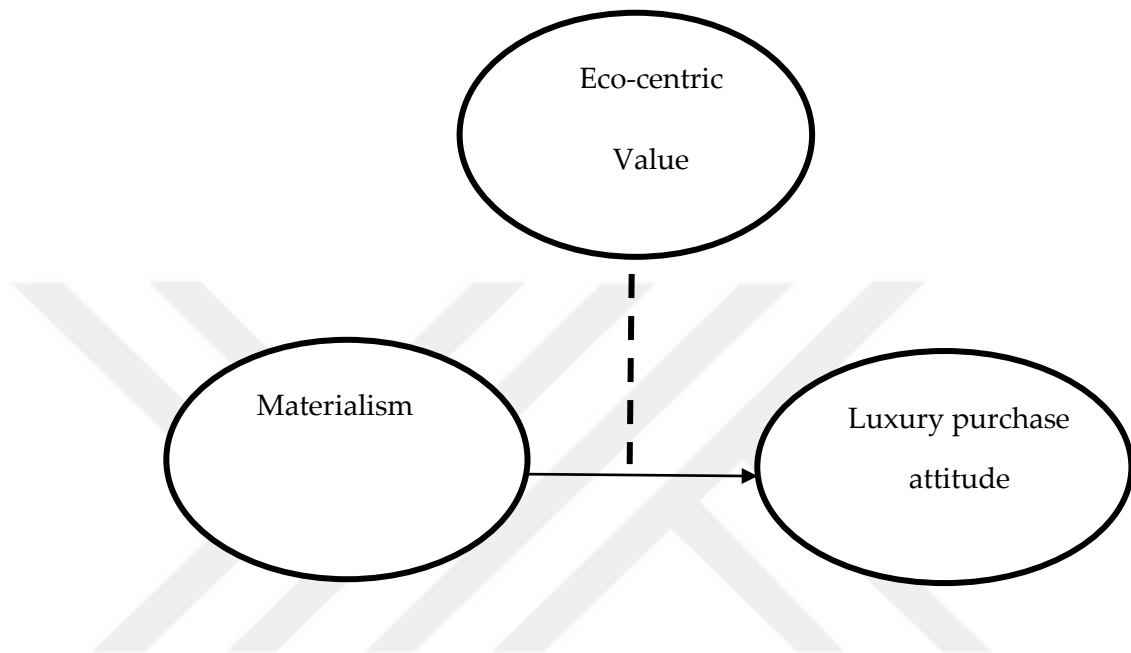 Eco-centric
Value
Materialism
Luxury purchase
attitude